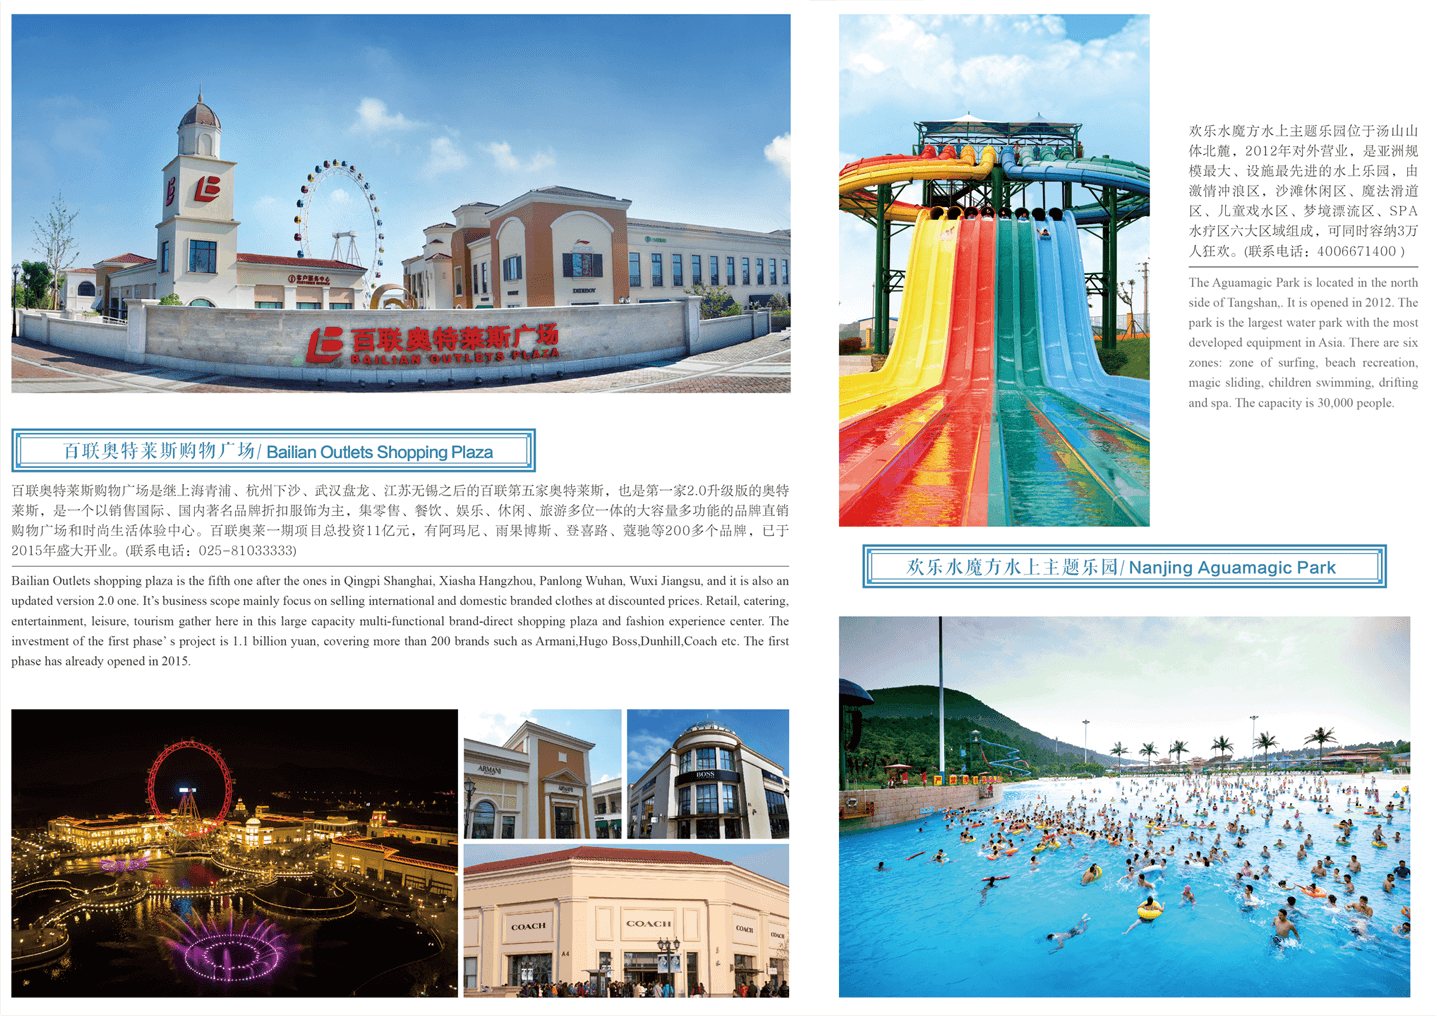 百联奥特莱斯广场
BAILIAN OUTLETS PLAZA
客户服务中心
百联奥特莱斯购物广场/ Bailian Outlets Shopping Plaza
百联奥特莱斯购物广场是继上海青浦、杭州下沙、武汉盘龙、江苏无锡之后的百联第五家奥特莱斯，也是第一家2.0升级版的奥特
莱斯，是一个以销售国际、国内著名品牌折扣服饰为主，集零售、餐饮、娱乐、休闲、旅游多位一体的大容量多功能的品牌直销
购物广场和时尚生活体验中心。百联奥莱一期项目总投资11亿元，有阿玛尼、雨果博斯、登喜路、蔻驰等200多个品牌，已于
2015年盛大开业。(联系电话：025-81033333)
Bailian Outlets shopping plaza is the fifth one after the ones in Qingpi Shanghai, Xiasha Hangzhou, Panlong Wuhan, Wuxi Jiangsu, and it is also an
updated version 2.0 one. It's business scope mainly focus on selling international and domestic branded clothes at discounted prices. Retail, catering,
entertainment, leisure, tourism gather here in this large capacity multi-functional brand-direct shopping plaza and fashion experience center. The
investment of the first phase' s project is 1.1 billion yuan, covering more than 200 brands such as Armani,Hugo Boss,Dunhill,Coach etc. The first
phase has already opened in 2015.
ARMANI
BOSS
COACH
COACH
COACH
COACH
A4
欢乐水魔方水上主题乐园位于汤山山
体北麓，2012年对外营业，是亚洲规
模最大、设施最先进的水上乐园，由
激情冲浪区，沙滩休闲区、魔法滑道
区、儿童戏水区、梦境漂流区、SPA
水疗区六大区域组成，可同时容纳3万
人狂欢。(联系电话：4006671400 )
The Aguamagic Park is located in the north
side of Tangshan,. It is opened in 2012. The
park is the largest water park with the most
developed equipment in Asia. There are six
zones: zone of surfing, beach recreation,
magic sliding, children swimming, drifting
and spa. The capacity is 30,000 people.
欢乐水魔方水上主题乐园/ Nanjing Aguamagic Park